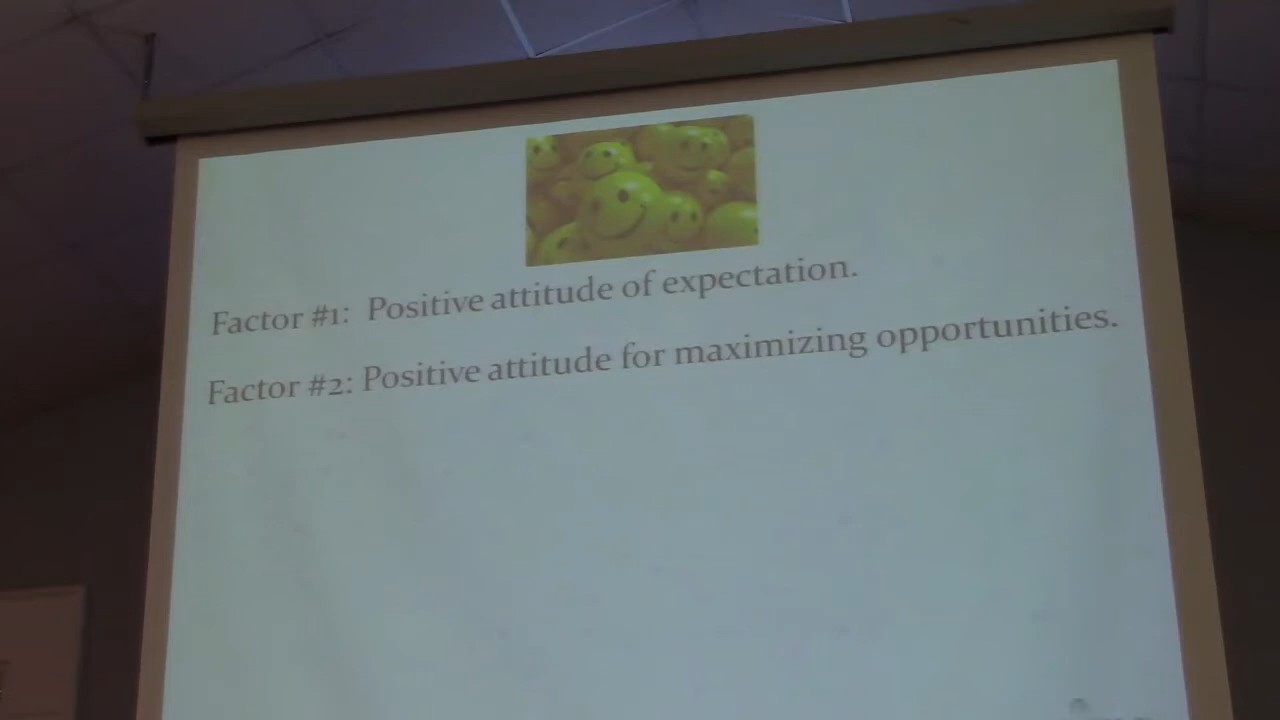 Factor #1: Positive attitude of expectation.
Factor #2: Positive attitude for maximizing opportunities.